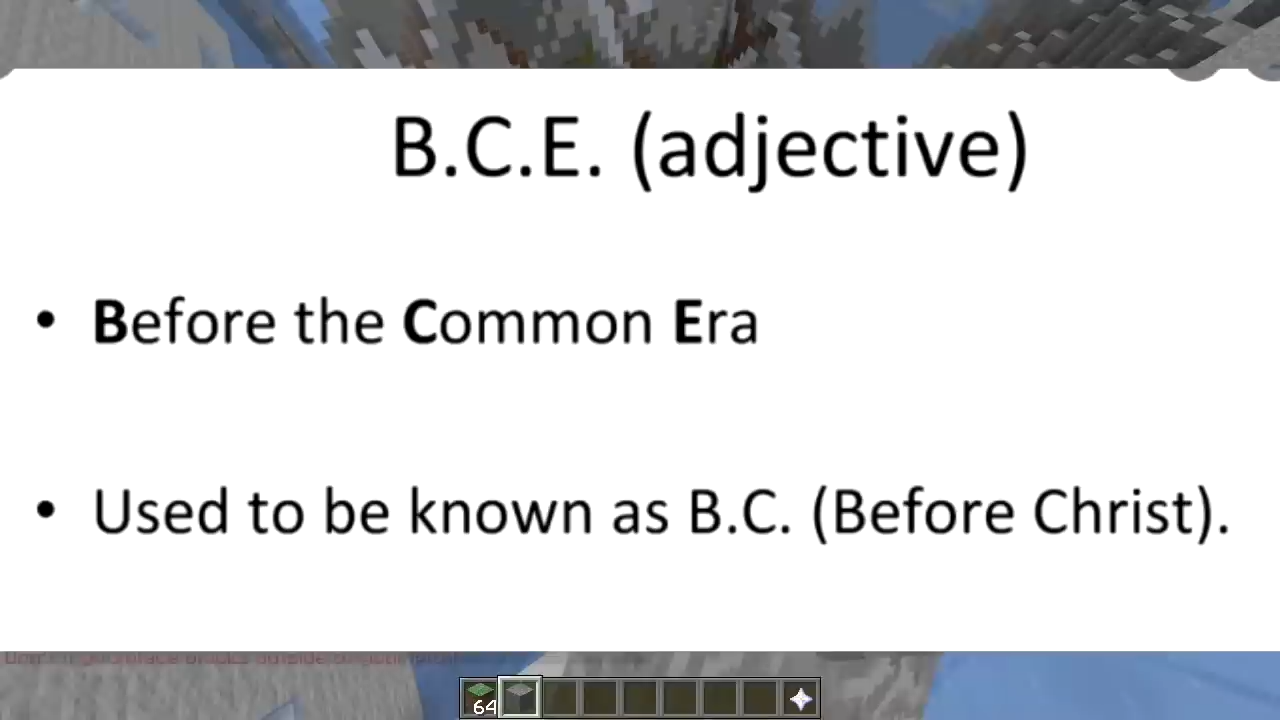 B.C.E. (adjective)
• Before the Common Era
• Used to be known as B.C. (Before Christ).
64